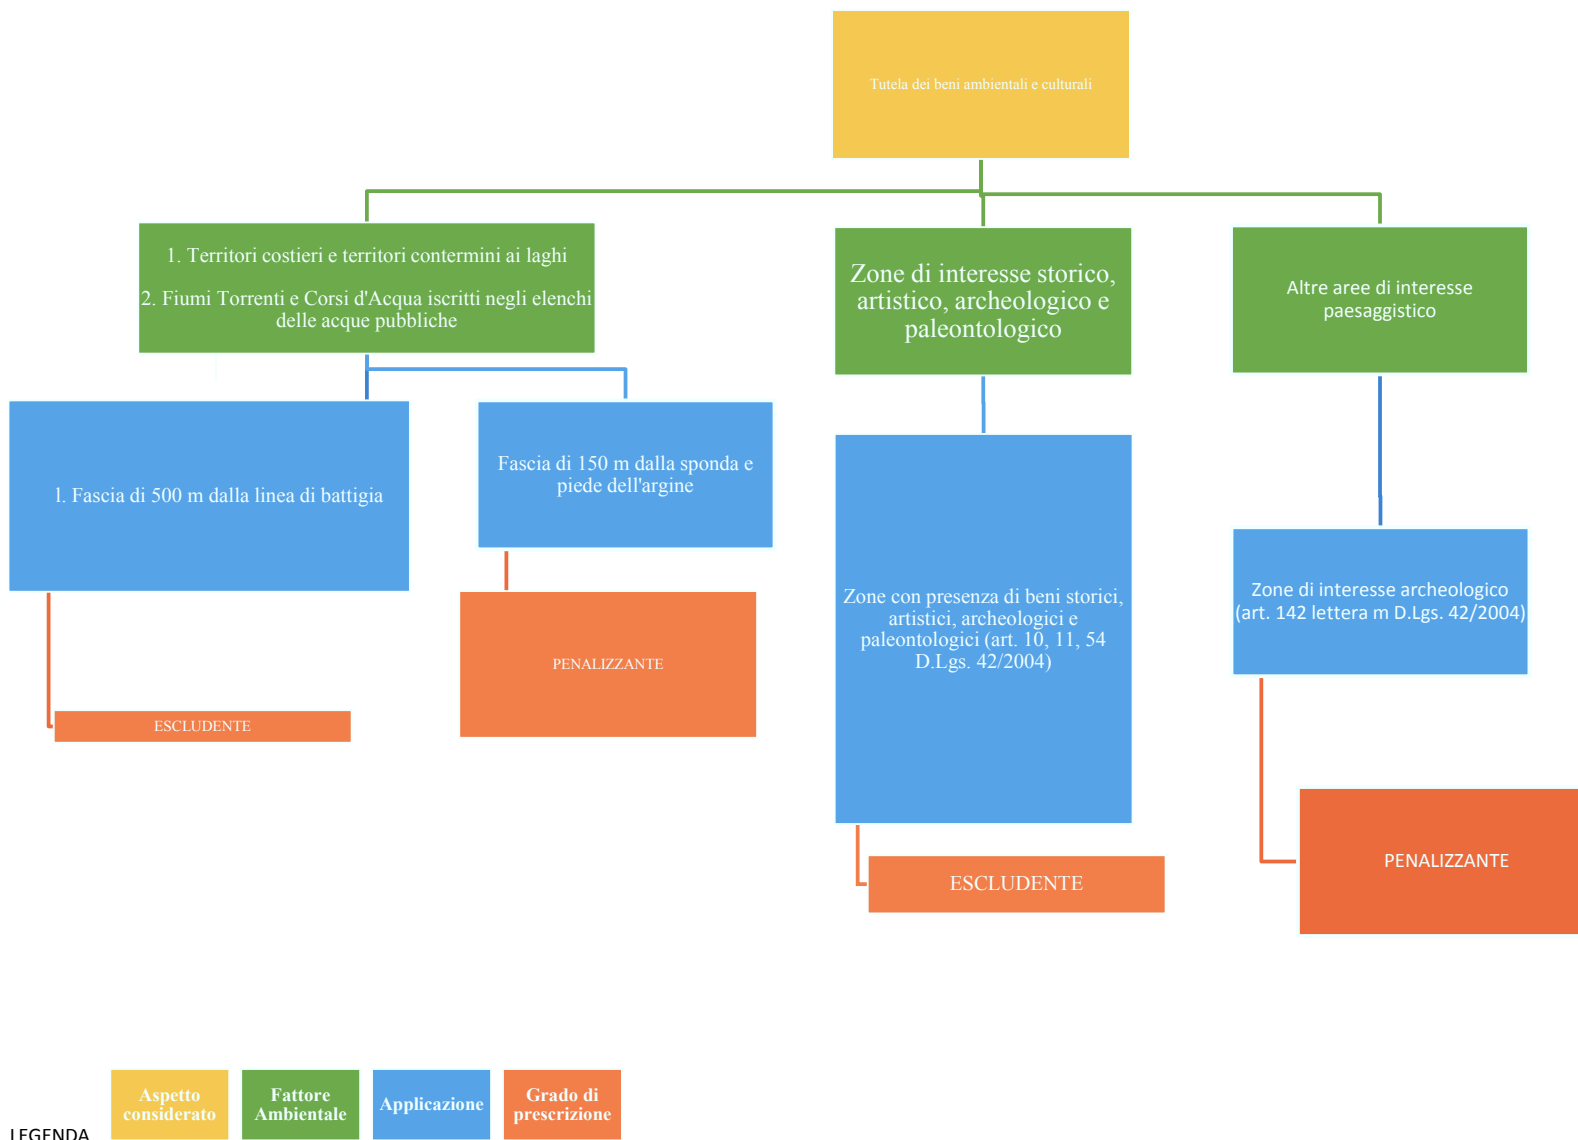 Tutela dei beni ambientali e culturali
1. Territori costieri e territori contermini ai laghi
2. Fiumi Torrenti e Corsi d'Acqua iscritti negli elenchi
delle acque pubbliche
Zone di interesse storico,
artistico, archeologico e
paleontologico
Altre aree di interesse
paesaggistico
l. Fascia di 500 m dalla linea di battigia
Fascia di 150 m dalla sponda e
piede dell'argine
Zone con presenza di beni storici,
artistici, archeologici e
paleontologici (art. 10, 11, 54
D.Lgs. 42/2004)
Zone di interesse archeologico
(art. 142 lettera m D.Lgs. 42/2004)
ESCLUDENTE
PENALIZZANTE
ESCLUDENTE
PENALIZZANTE
LEGENDA
Aspetto
considerato
Fattore
Ambientale
Applicazione
Grado di
prescrizione